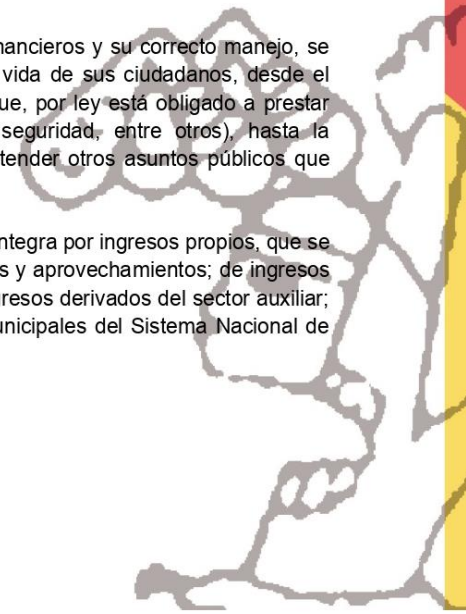 nancieros y su correcto manejo, se
vida de sus ciudadanos, desde el
ue, por ley está obligado a prestar
seguridad, entre otros), hasta la
tender otros asuntos públicos que
ntegra por ingresos propios, que se
s y aprovechamientos; de ingresos
gresos derivados del sector auxiliar;
unicipales del Sistema Nacional de